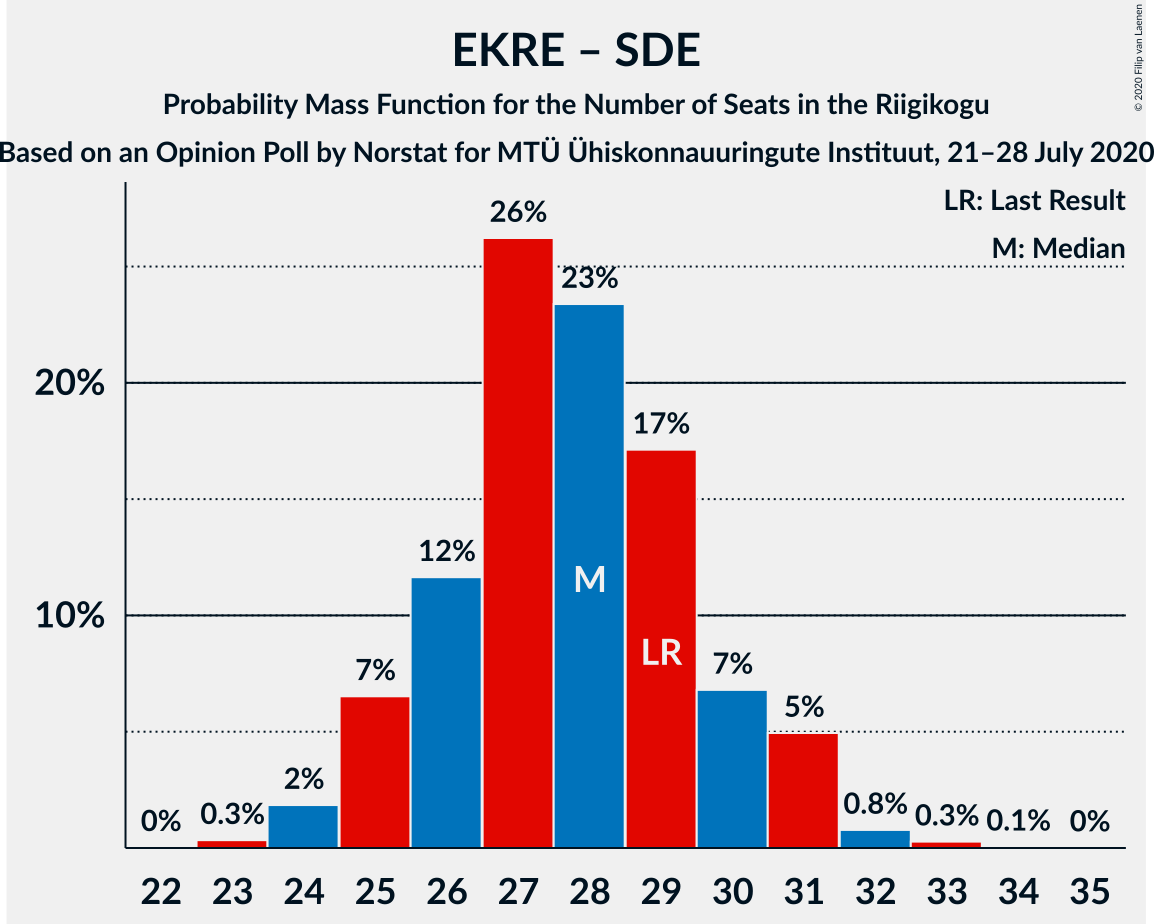 EKRE – SDE
Probability Mass Function for the Number of Seats in the Riigikogu
Based on an Opinion Poll by Norstat for MTÜ Ühiskonnauuringute Instituut, 21–28 July 2020
© 2020 Filip van Laenen
LR: Last Result
M: Median
20%
10%
0%
0.3%
2%
7%
12%
26%
23%
17%
7%
5%
0.8%
0.3%
0.1%
0%
M
LR
22 23 24 25 26 27 28 29 30 31 32 33 34 35